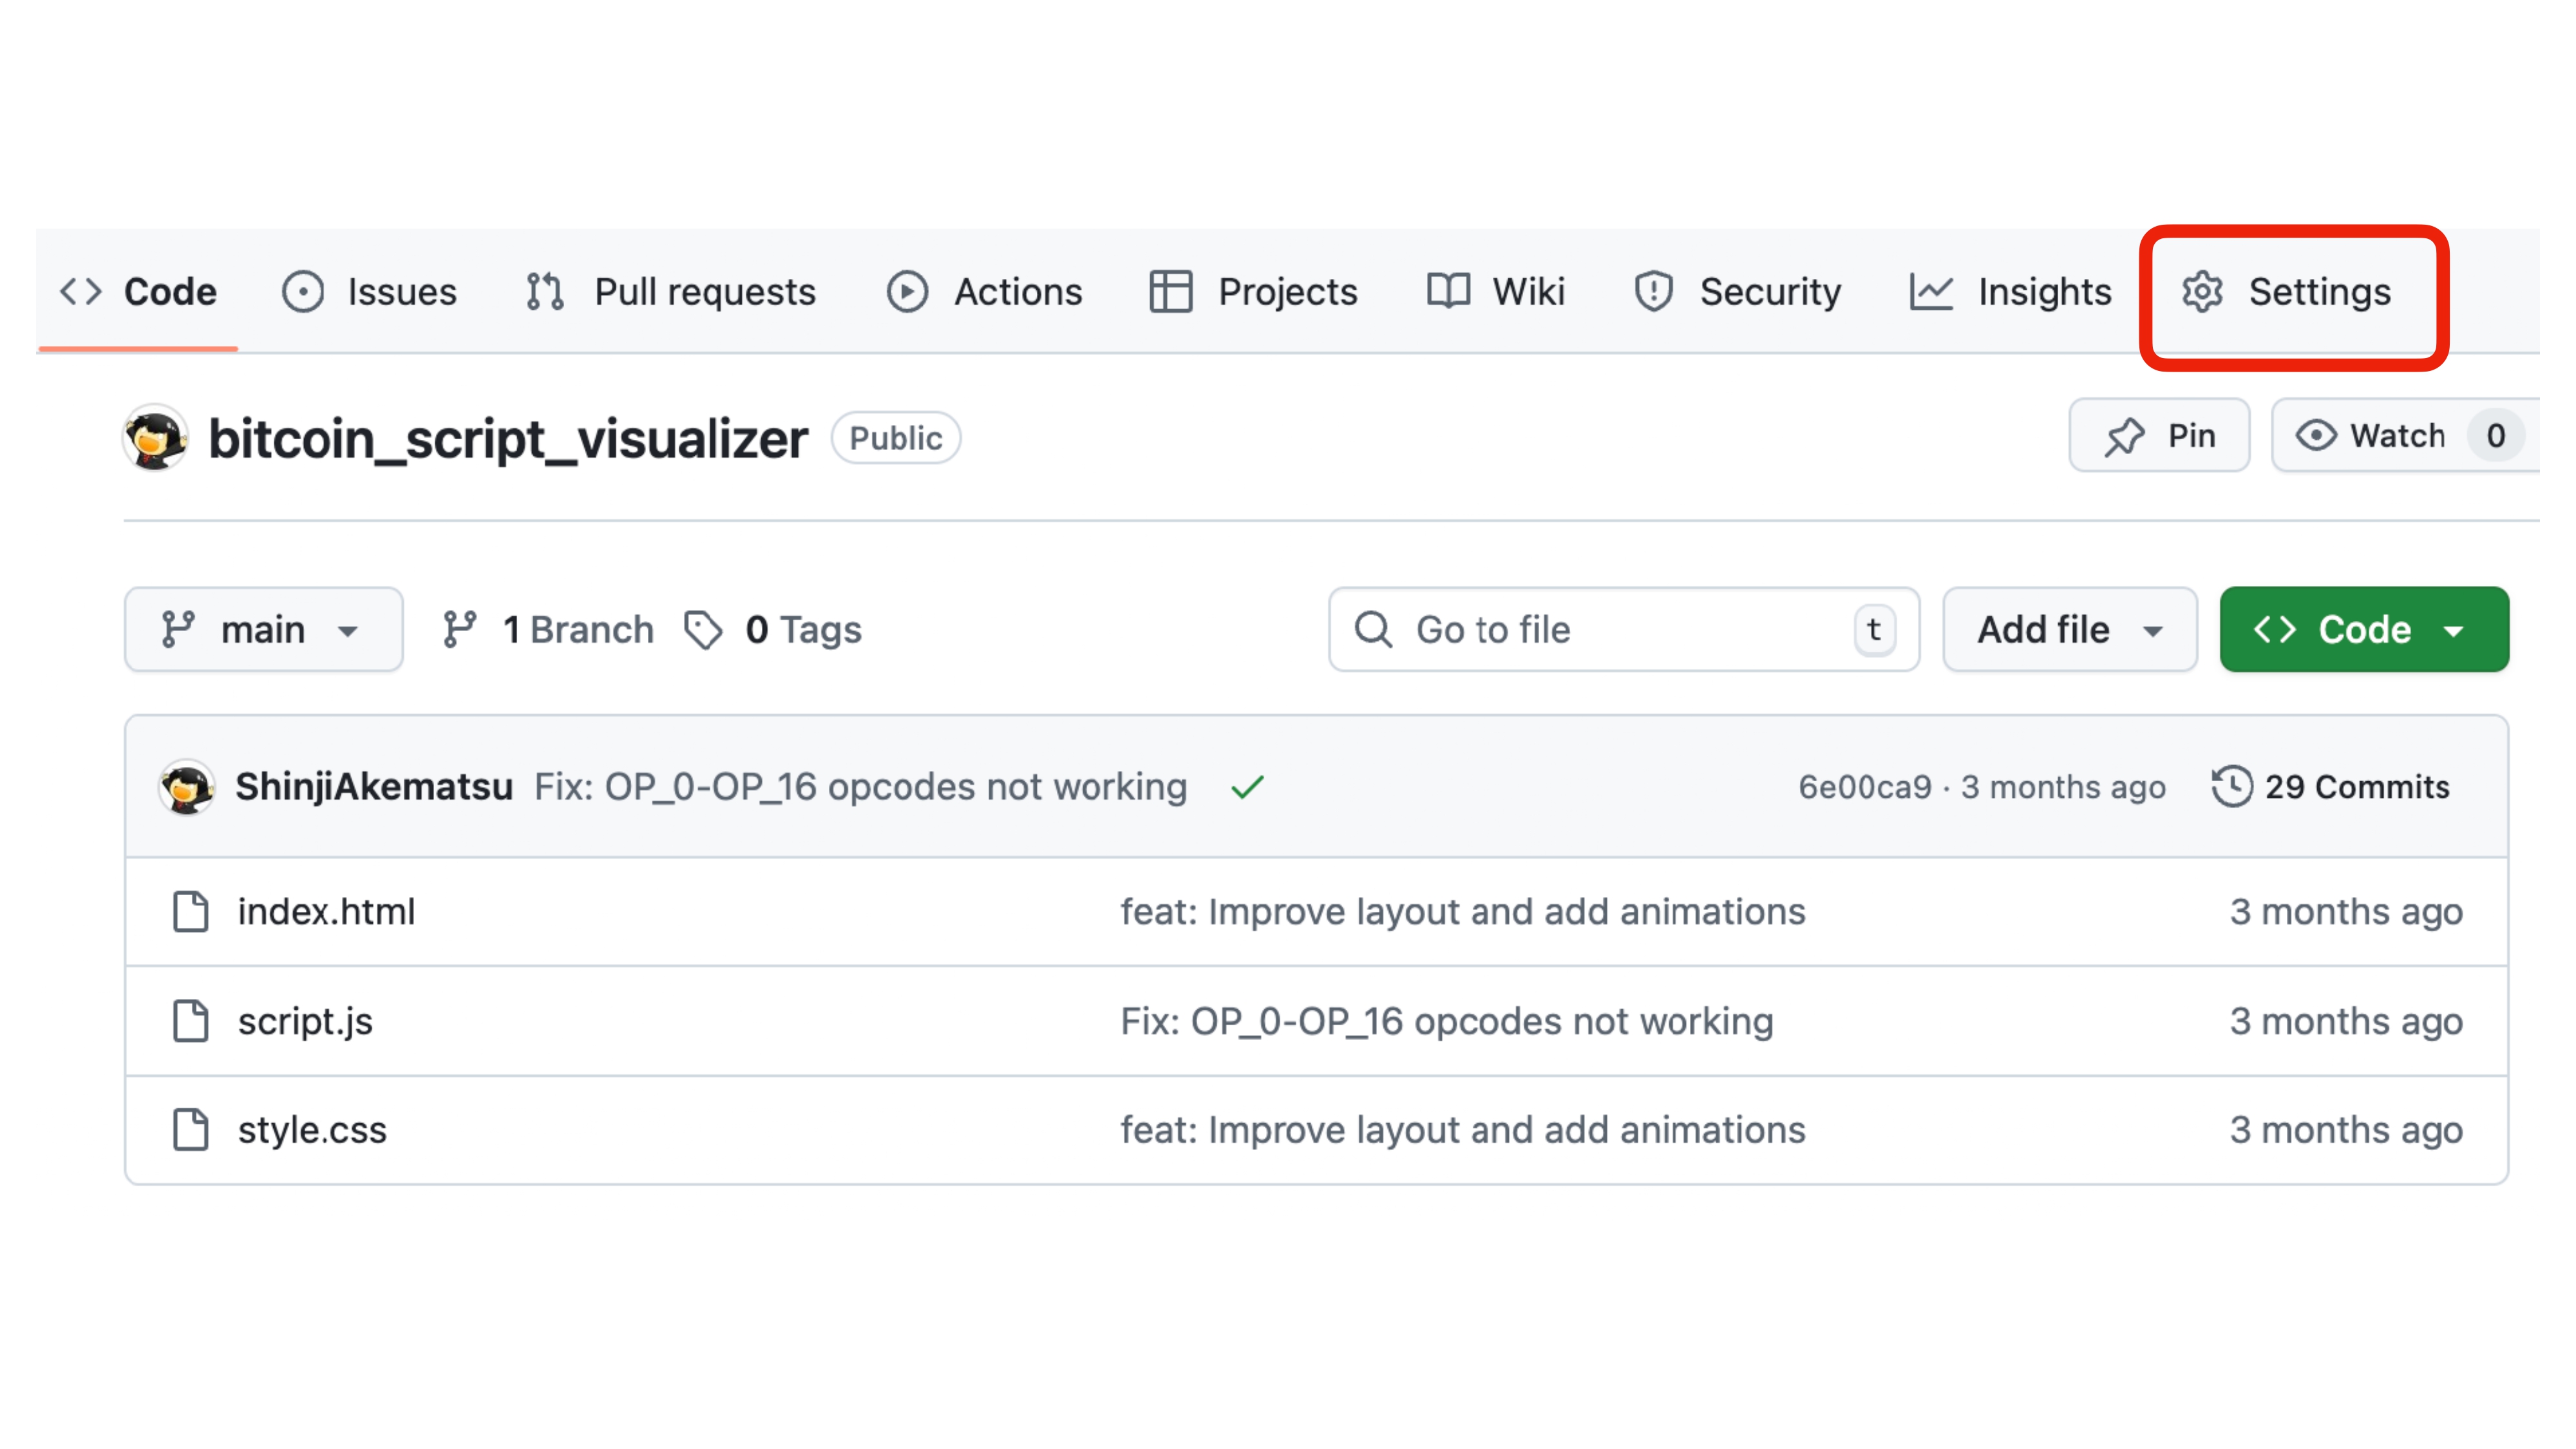 Code Issues Pull requests Actions Projects Wiki Security Insights Settings
bitcoin_script_visualizer Public Pin Watch 0
main 1 Branch 0 Tags Go to file t Add file Code
ShinjiAkematsu Fix: OP_0-OP_16 opcodes not working 6e00ca9 · 3 months ago 29 Commits
index.html feat: Improve layout and add animations 3 months ago
script.js Fix: OP_0-OP_16 opcodes not working 3 months ago
style.css feat: Improve layout and add animations 3 months ago